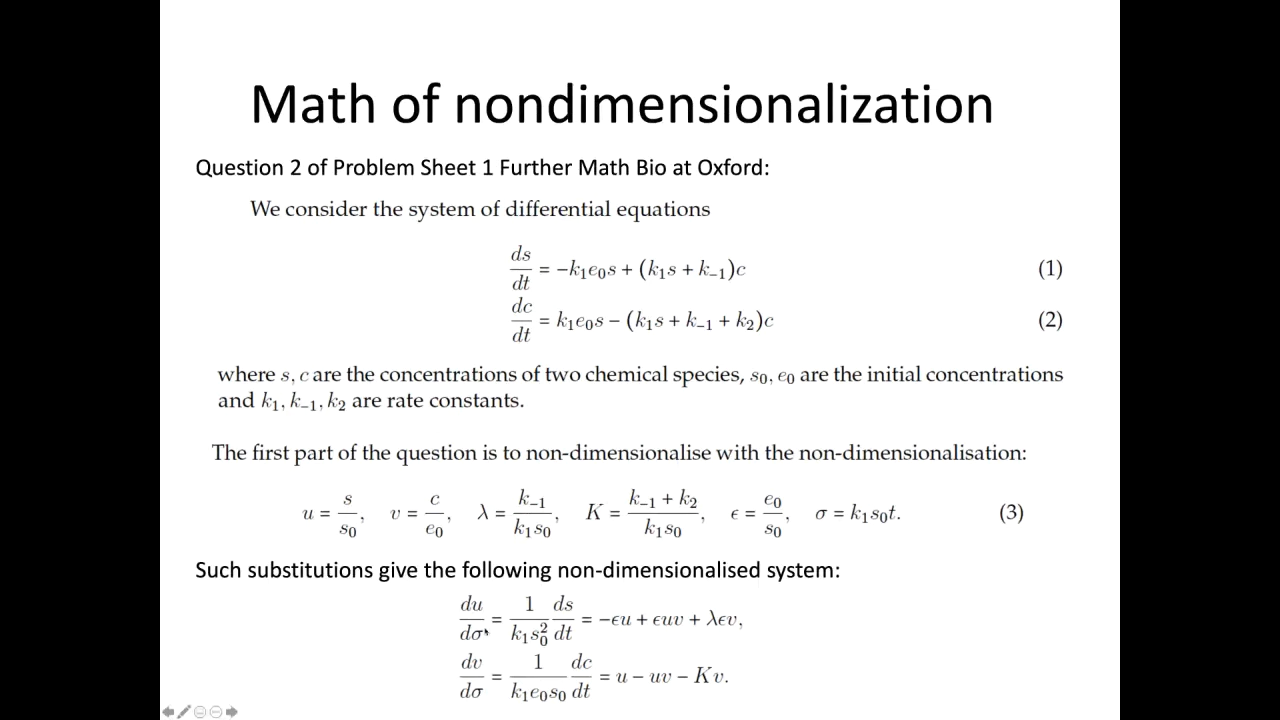 Math of nondimensionalization
Question 2 of Problem Sheet 1 Further Math Bio at Oxford:
We consider the system of differential equations
ds/dt = −k₁e₀s + (k₁s + k₋₁)c (1)
dc/dt = k₁e₀s − (k₁s + k₋₁ + k₂)c (2)
where s, c are the concentrations of two chemical species, s₀, e₀ are the initial concentrations
and k₁, k₋₁, k₂ are rate constants.
The first part of the question is to non-dimensionalise with the non-dimensionalisation:
u = s/s₀, v = c/e₀, λ = k₋₁/k₁s₀, K = k₋₁ + k₂/k₁s₀, ϵ = e₀/s₀, σ = k₁s₀t. (3)
Such substitutions give the following non-dimensionalised system:
du/dσ = 1/k₁s₀² ds/dt = −ϵu + ϵuv + λϵv,
dv/dσ = 1/k₁e₀s₀ dc/dt = u − uv − Kv.